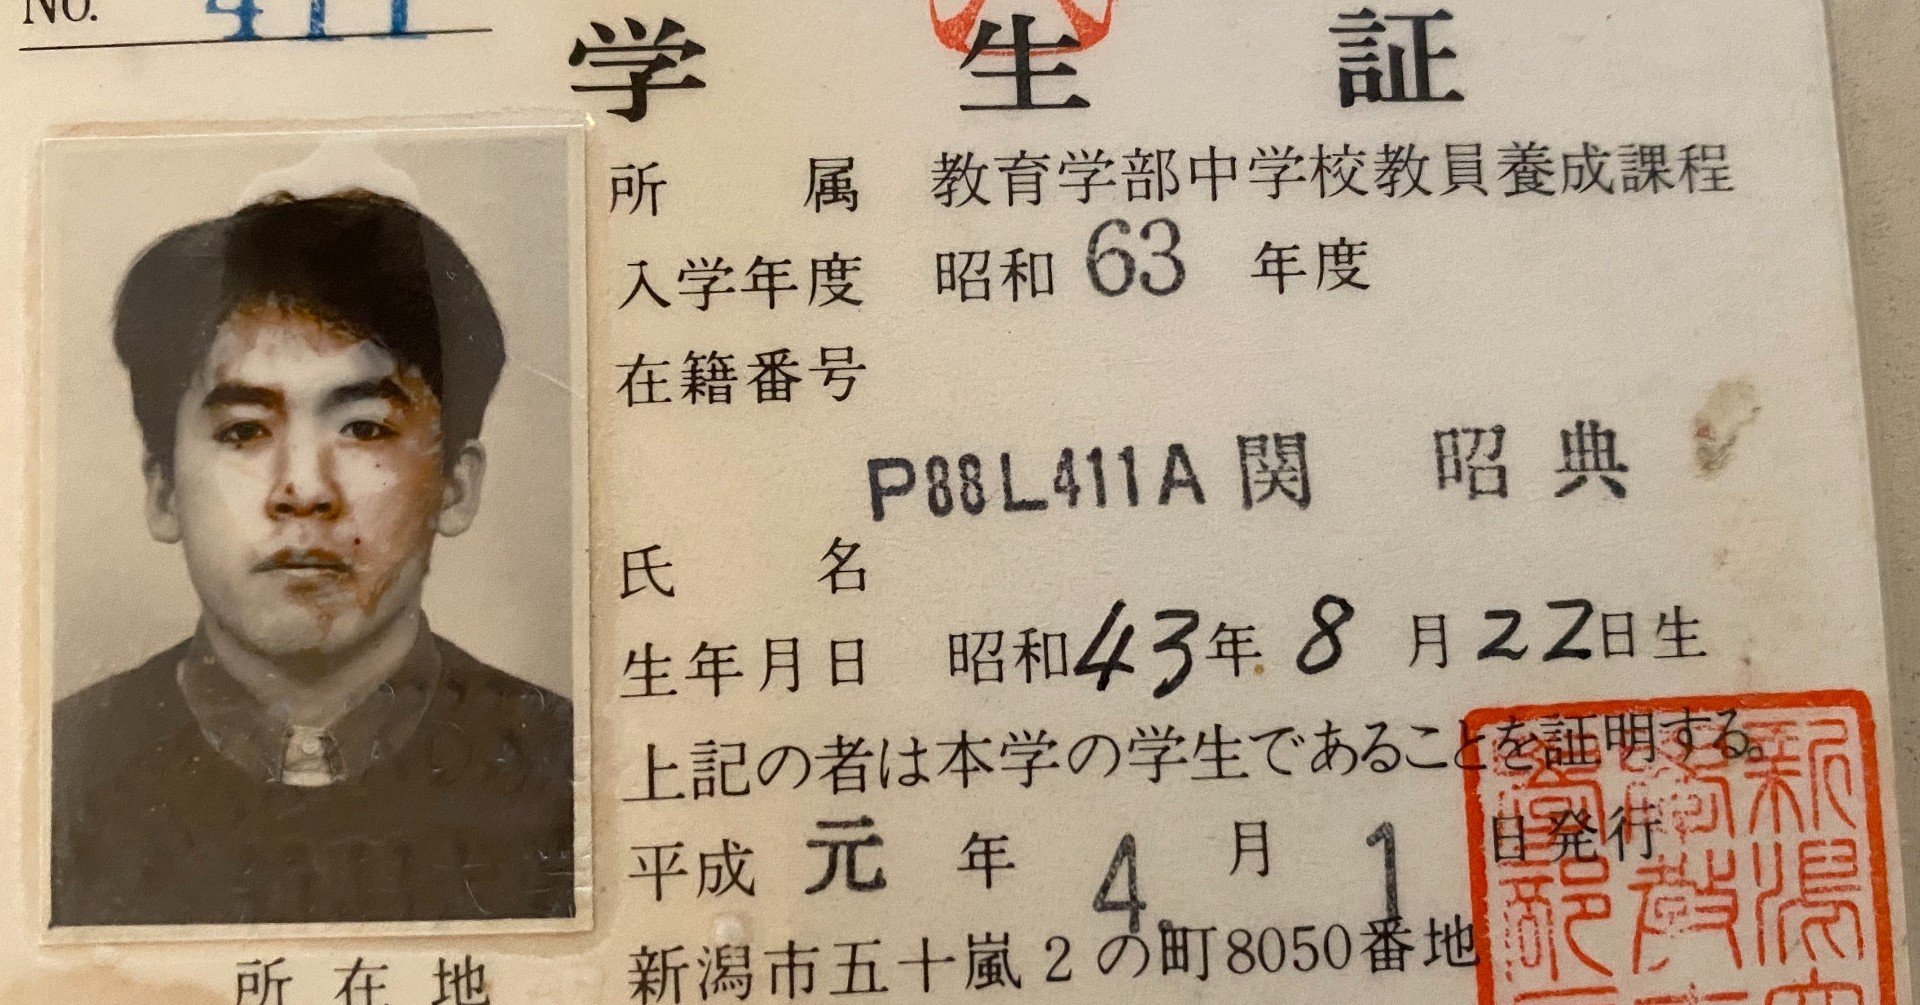 No. 411
学生証
所属 教育学部中学校教員養成課程
入学年度 昭和63年度
在籍番号
P88L411A 関 昭典
氏名
生年月日 昭和43年8月22日生
上記の者は本学の学生であることを証明する。
平成元年4月1日発行
所在地 新潟市五十嵐2の町8050番地